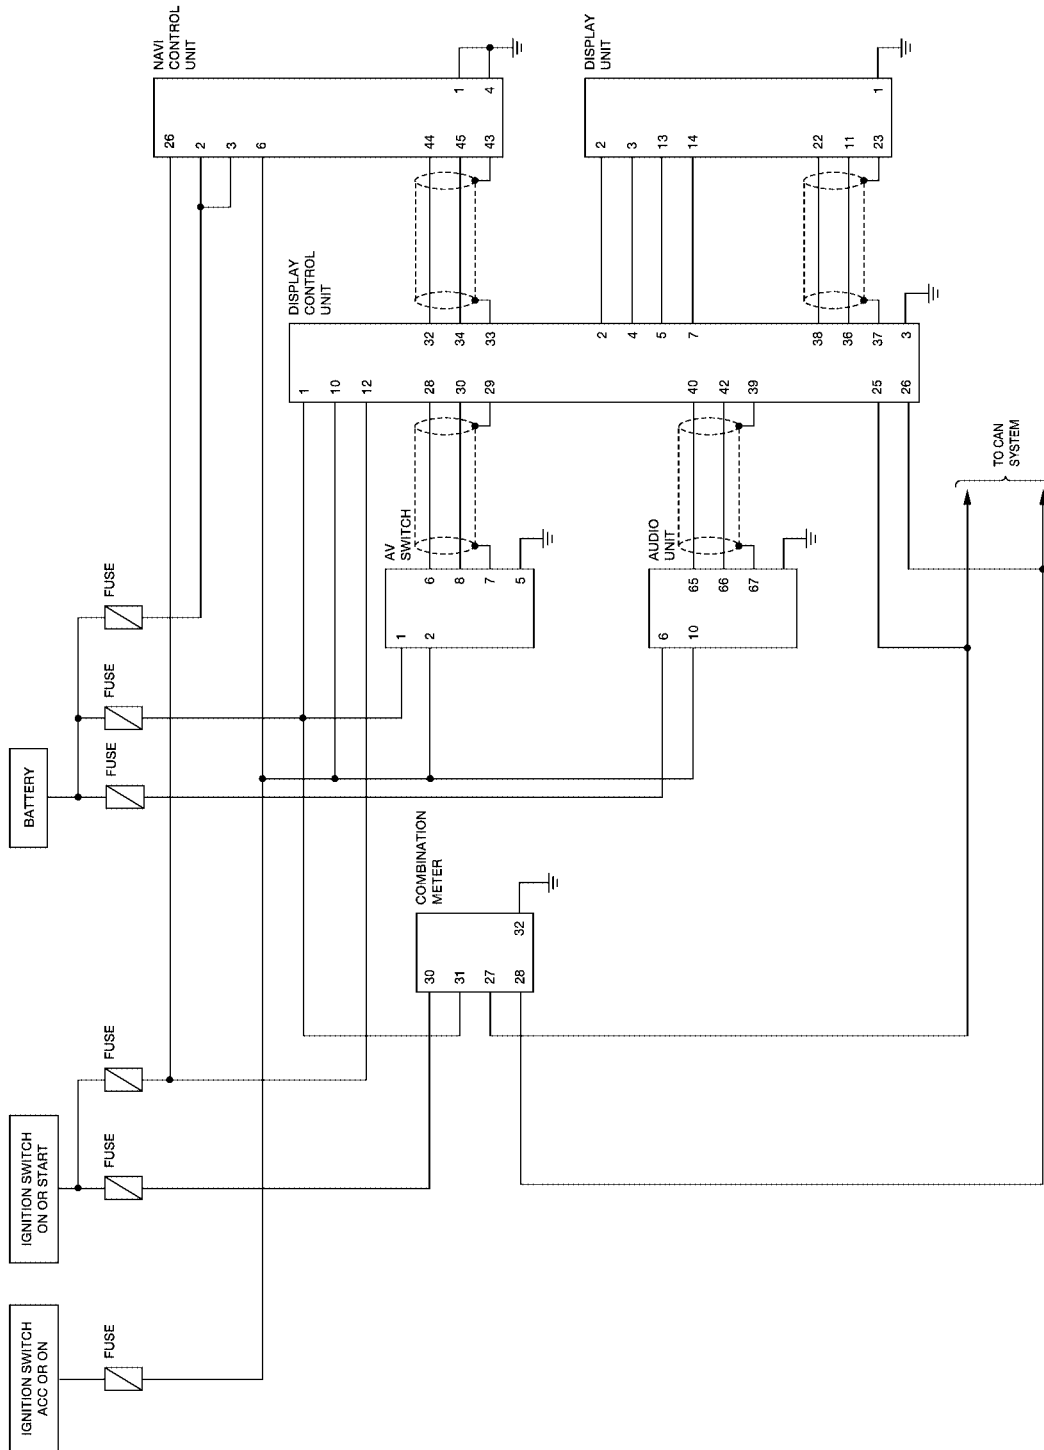 IGNITION SWITCH
ACC OR ON
IGNITION SWITCH
ON OR START
BATTERY
FUSE
FUSE
FUSE
FUSE
FUSE
FUSE
NAVI
CONTROL
UNIT
26
2
3
6
44
45
43
1
4
DISPLAY
UNIT
2
3
13
14
22
11
23
1
DISPLAY
CONTROL
UNIT
1
10
12
28
30
29
40
42
39
25
26
32
34
33
2
4
5
7
38
36
37
3
AV
SWITCH
1
2
6
8
7
5
AUDIO
UNIT
6
10
65
66
67
COMBINATION
METER
30
31
27
28
32
TO CAN
SYSTEM